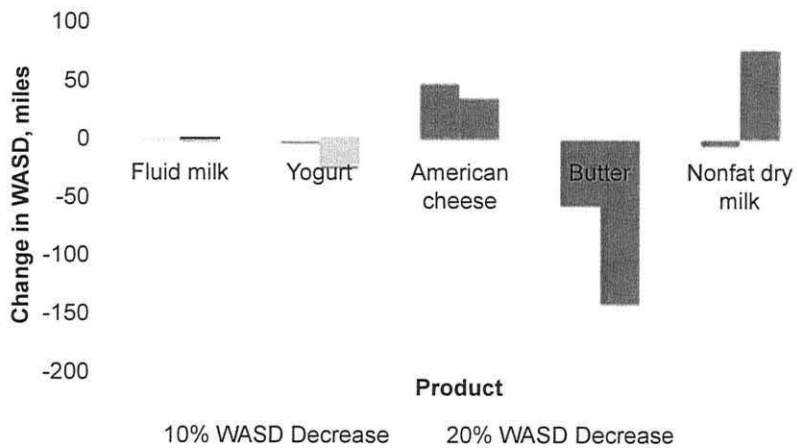 100
50
0
-50
-100
-150
-200
Change in WASD, miles
Fluid milk
Yogurt
American
cheese
Butter
Nonfat dry
milk
Product
10% WASD Decrease
20% WASD Decrease